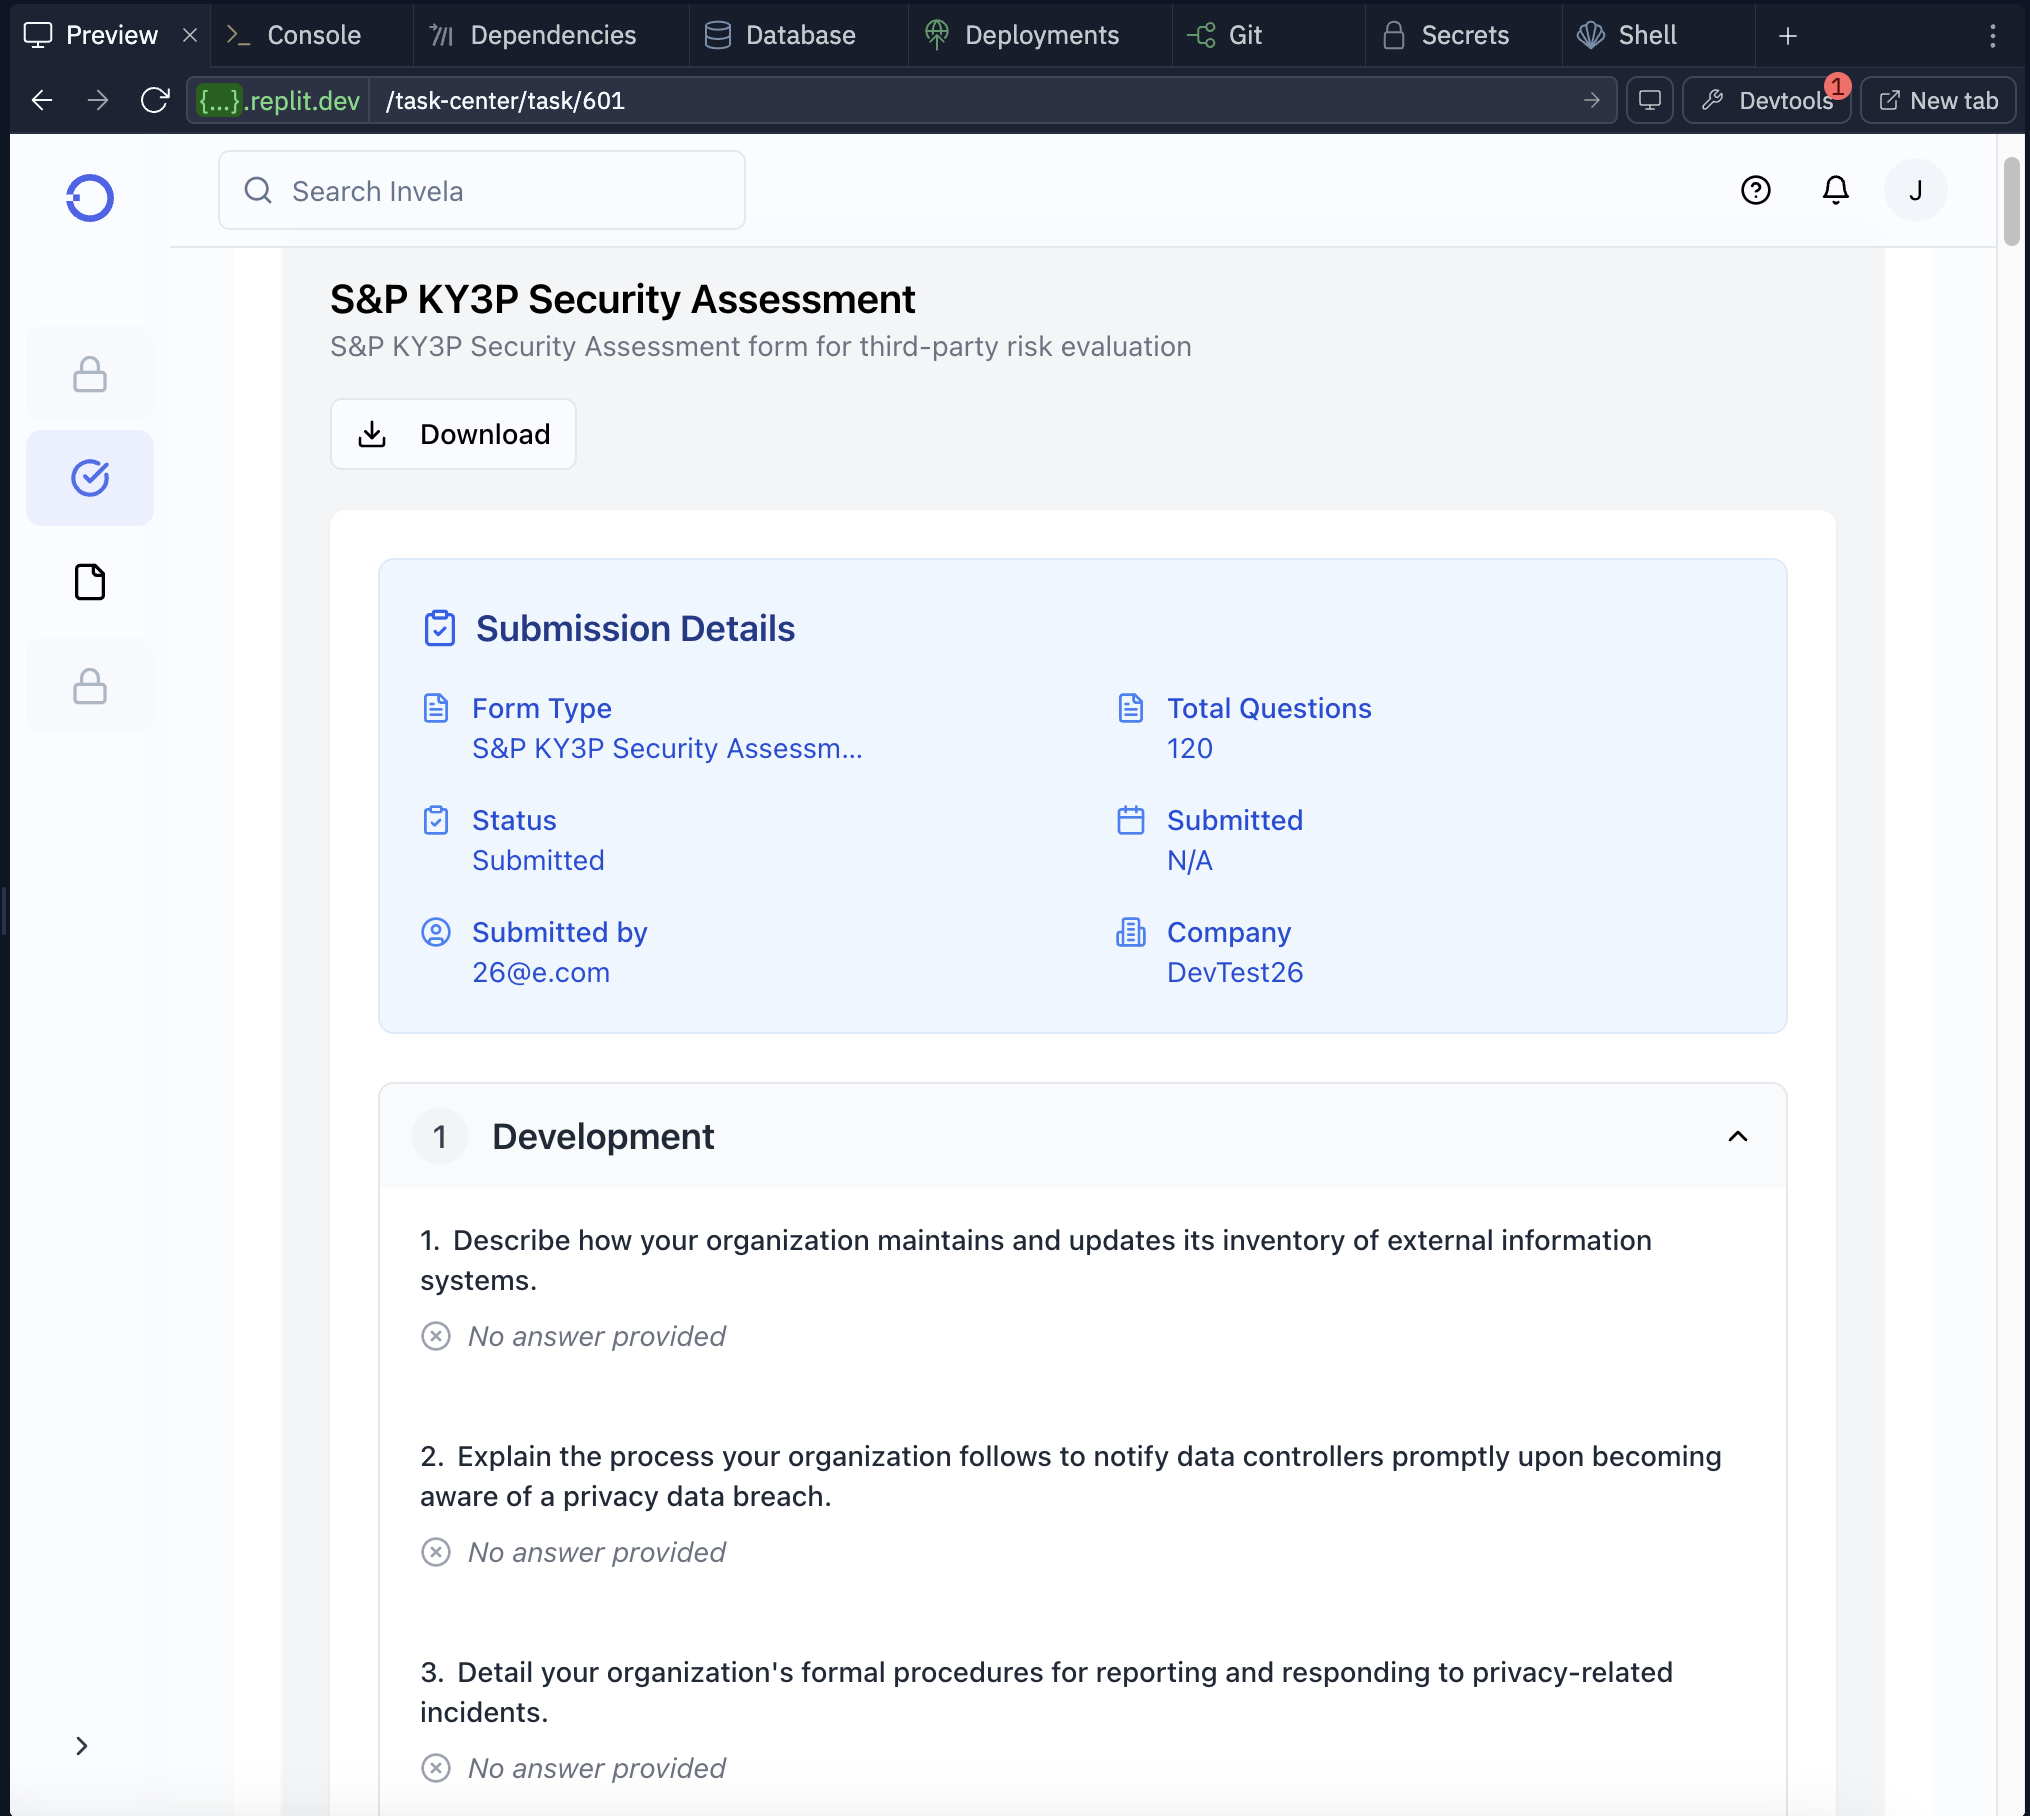 Preview
Console
Dependencies
Database
Deployments
Git
Secrets
Shell
{...}.replit.dev
/task-center/task/601
Devtools
1
New tab
Search Invela
J
S&P KY3P Security Assessment
S&P KY3P Security Assessment form for third-party risk evaluation
Download
Submission Details
Form Type
S&P KY3P Security Assessm...
Total Questions
120
Status
Submitted
Submitted
N/A
Submitted by
26@e.com
Company
DevTest26
1 Development
1. Describe how your organization maintains and updates its inventory of external information
systems.
No answer provided
2. Explain the process your organization follows to notify data controllers promptly upon becoming
aware of a privacy data breach.
No answer provided
3. Detail your organization's formal procedures for reporting and responding to privacy-related
incidents.
No answer provided